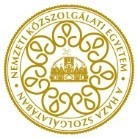 NEMZETI KÖZSZOLGÁLATI EGYETEM
A HAZA SZOLGÁLATÁBAN